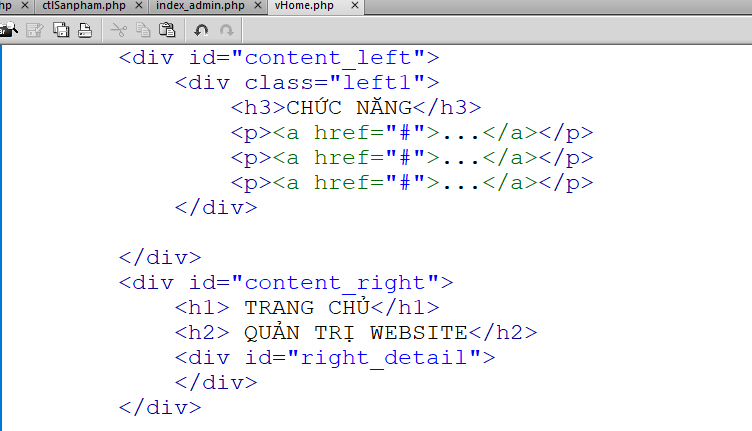 hp × ctlSanpham.php × index_admin.php × vHome.php ×
<div id="content_left">
<div class="left1">
<h3>CHỨC NĂNG</h3>
<p><a href="#">...</a></p>
<p><a href="#">...</a></p>
<p><a href="#">...</a></p>
</div>
</div>
<div id="content_right">
<h1> TRANG CHỦ</h1>
<h2> QUẢN TRỊ WEBSITE</h2>
<div id="right_detail">
</div>
</div>